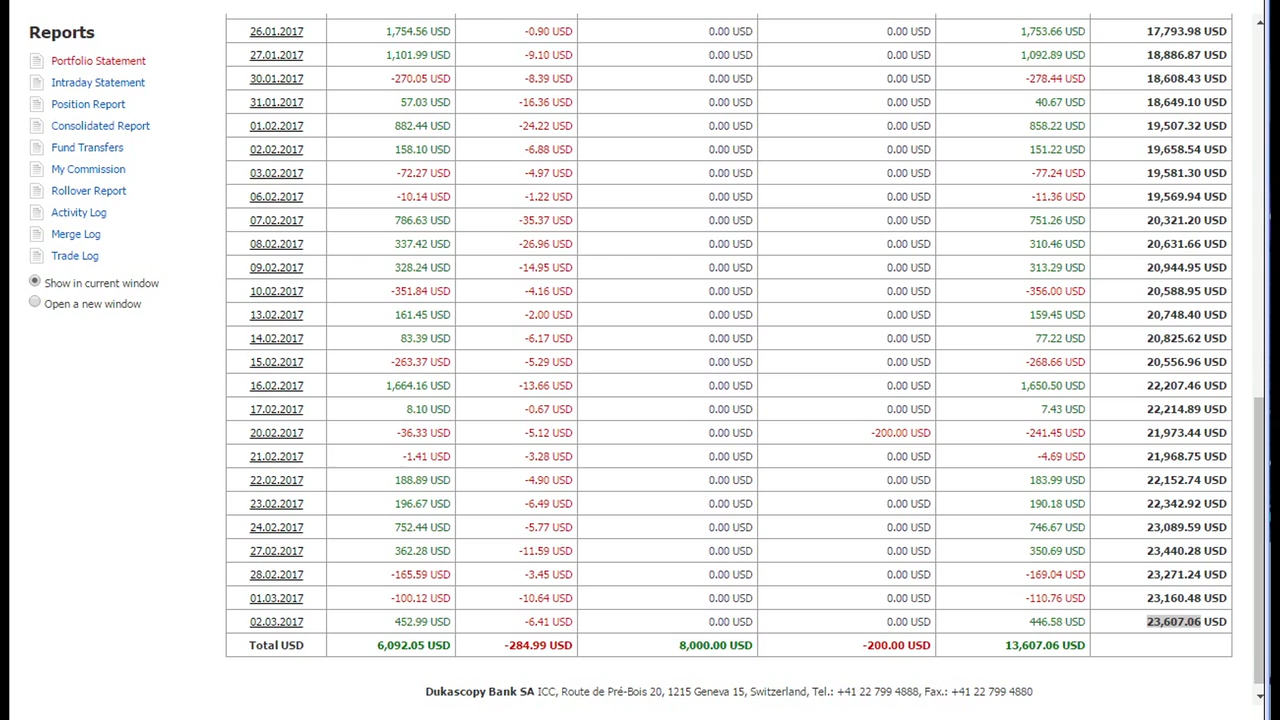 Reports
Portfolio Statement
Intraday Statement
Position Report
Consolidated Report
Fund Transfers
My Commission
Rollover Report
Activity Log
Merge Log
Trade Log
Show in current window
Open a new window
26.01.2017 1,754.56 USD -0.90 USD 0.00 USD 0.00 USD 1,753.66 USD 17,793.98 USD
27.01.2017 1,101.99 USD -9.10 USD 0.00 USD 0.00 USD 1,092.89 USD 18,886.87 USD
30.01.2017 -270.05 USD -8.39 USD 0.00 USD 0.00 USD -278.44 USD 18,608.43 USD
31.01.2017 57.03 USD -16.36 USD 0.00 USD 0.00 USD 40.67 USD 18,649.10 USD
01.02.2017 882.44 USD -24.22 USD 0.00 USD 0.00 USD 858.22 USD 19,507.32 USD
02.02.2017 158.10 USD -6.88 USD 0.00 USD 0.00 USD 151.22 USD 19,658.54 USD
03.02.2017 -72.27 USD -4.97 USD 0.00 USD 0.00 USD -77.24 USD 19,581.30 USD
06.02.2017 -10.14 USD -1.22 USD 0.00 USD 0.00 USD -11.36 USD 19,569.94 USD
07.02.2017 786.63 USD -35.37 USD 0.00 USD 0.00 USD 751.26 USD 20,321.20 USD
08.02.2017 337.42 USD -26.96 USD 0.00 USD 0.00 USD 310.46 USD 20,631.66 USD
09.02.2017 328.24 USD -14.95 USD 0.00 USD 0.00 USD 313.29 USD 20,944.95 USD
10.02.2017 -351.84 USD -4.16 USD 0.00 USD 0.00 USD -356.00 USD 20,588.95 USD
13.02.2017 161.45 USD -2.00 USD 0.00 USD 0.00 USD 159.45 USD 20,748.40 USD
14.02.2017 83.39 USD -6.17 USD 0.00 USD 0.00 USD 77.22 USD 20,825.62 USD
15.02.2017 -263.37 USD -5.29 USD 0.00 USD 0.00 USD -268.66 USD 20,556.96 USD
16.02.2017 1,664.16 USD -13.66 USD 0.00 USD 0.00 USD 1,650.50 USD 22,207.46 USD
17.02.2017 8.10 USD -0.67 USD 0.00 USD 0.00 USD 7.43 USD 22,214.89 USD
20.02.2017 -36.33 USD -5.12 USD 0.00 USD -200.00 USD -241.45 USD 21,973.44 USD
21.02.2017 -1.41 USD -3.28 USD 0.00 USD 0.00 USD -4.69 USD 21,968.75 USD
22.02.2017 188.89 USD -4.90 USD 0.00 USD 0.00 USD 183.99 USD 22,152.74 USD
23.02.2017 196.67 USD -6.49 USD 0.00 USD 0.00 USD 190.18 USD 22,342.92 USD
24.02.2017 752.44 USD -5.77 USD 0.00 USD 0.00 USD 746.67 USD 23,089.59 USD
27.02.2017 362.28 USD -11.59 USD 0.00 USD 0.00 USD 350.69 USD 23,440.28 USD
28.02.2017 -165.59 USD -3.45 USD 0.00 USD 0.00 USD -169.04 USD 23,271.24 USD
01.03.2017 -100.12 USD -10.64 USD 0.00 USD 0.00 USD -110.76 USD 23,160.48 USD
02.03.2017 452.99 USD -6.41 USD 0.00 USD 0.00 USD 446.58 USD 23,607.06 USD
Total USD 6,092.05 USD -284.99 USD 8,000.00 USD -200.00 USD 13,607.06 USD
Dukascopy Bank SA ICC, Route de Pré-Bois 20, 1215 Geneva 15, Switzerland, Tel.: +41 22 799 4888, Fax.: +41 22 799 4880